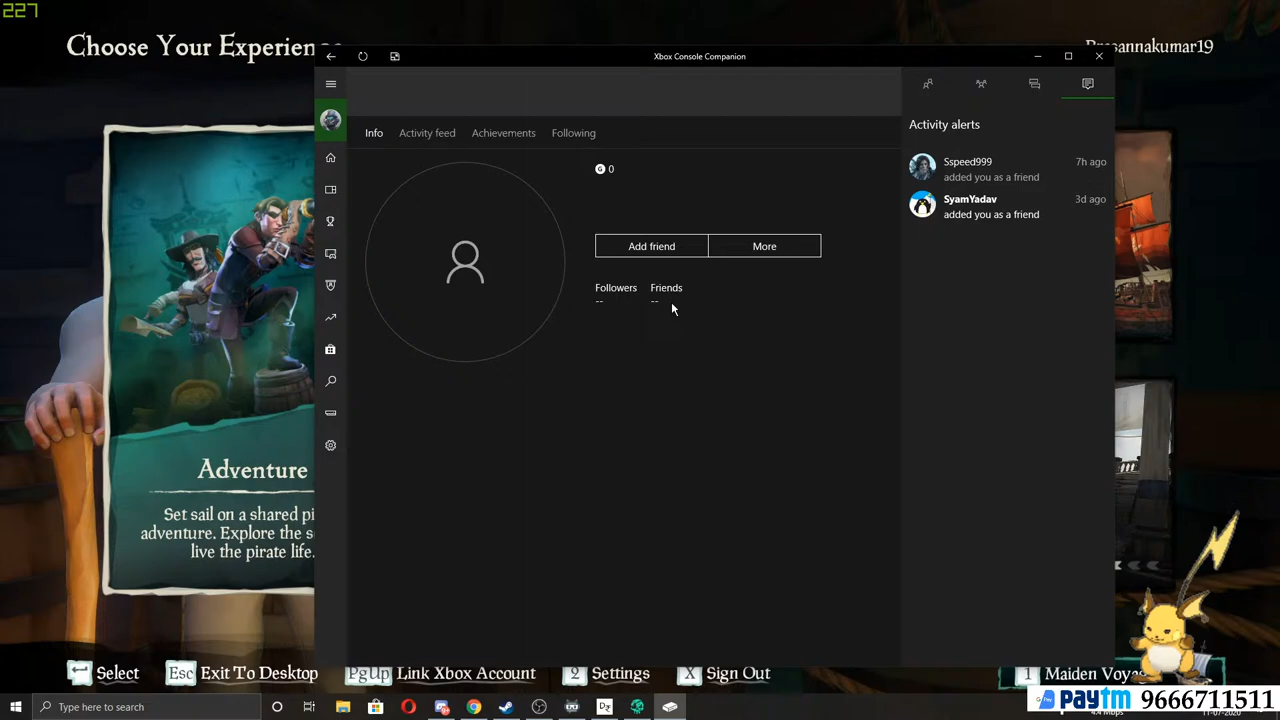 227
Choose Your Experience
Prasannakumar19
Xbox Console Companion
Info Activity feed Achievements Following
0
Add friend More
Followers Friends
-- --
Activity alerts
Sspeed999 7h ago
added you as a friend
SyamYadav 3d ago
added you as a friend
Adventure
Set sail on a shared pi
adventure. Explore the s
live the pirate life.
Select Esc Exit To Desktop PgUp Link Xbox Account 2 Settings X Sign Out 1 Maiden Voya
Type here to search
Pay paytm 9666711511